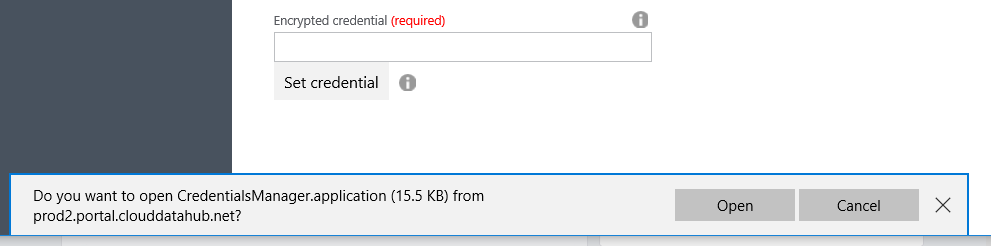 Encrypted credential (required)
Set credential
Do you want to open CredentialsManager.application (15.5 KB) from
prod2.portal.clouddatahub.net?
Open
Cancel